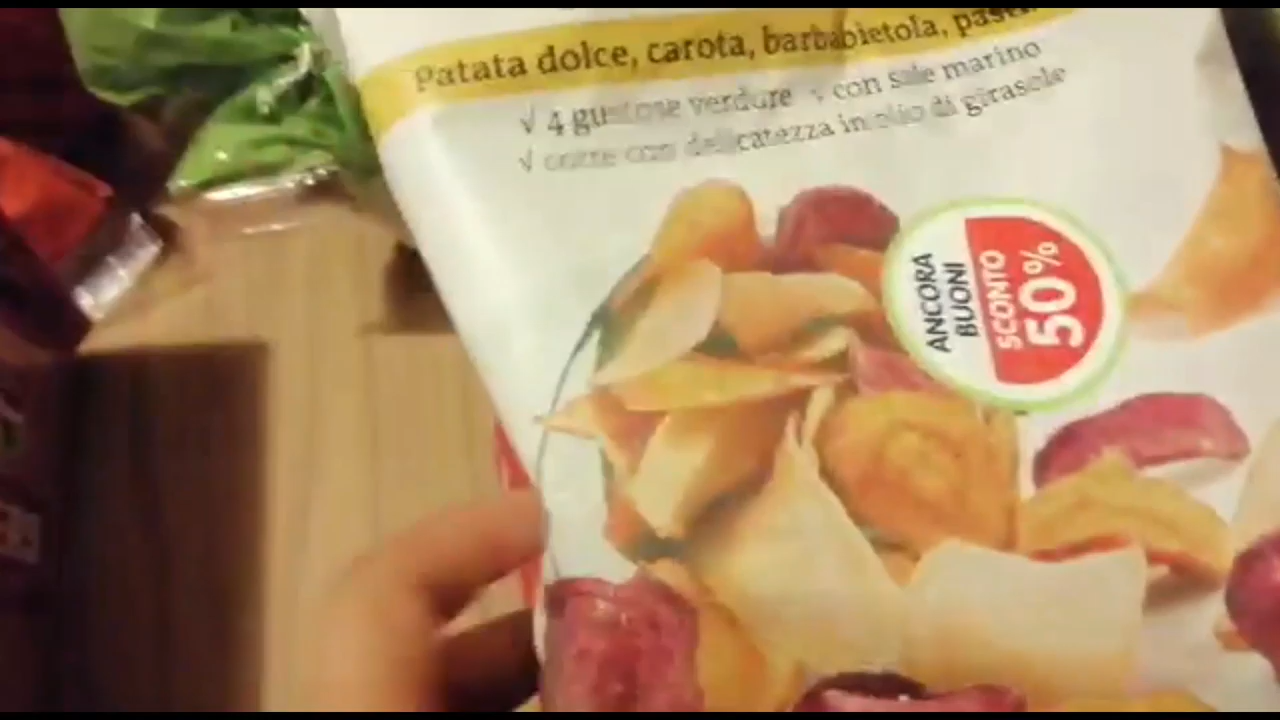 Patata dolce, carota, barbabietola,
√ 4 gustose verdure √ con sale marino
√ cotte con delicatezza in olio di girasole
ANCORA
BUONI
SCONTO
50%